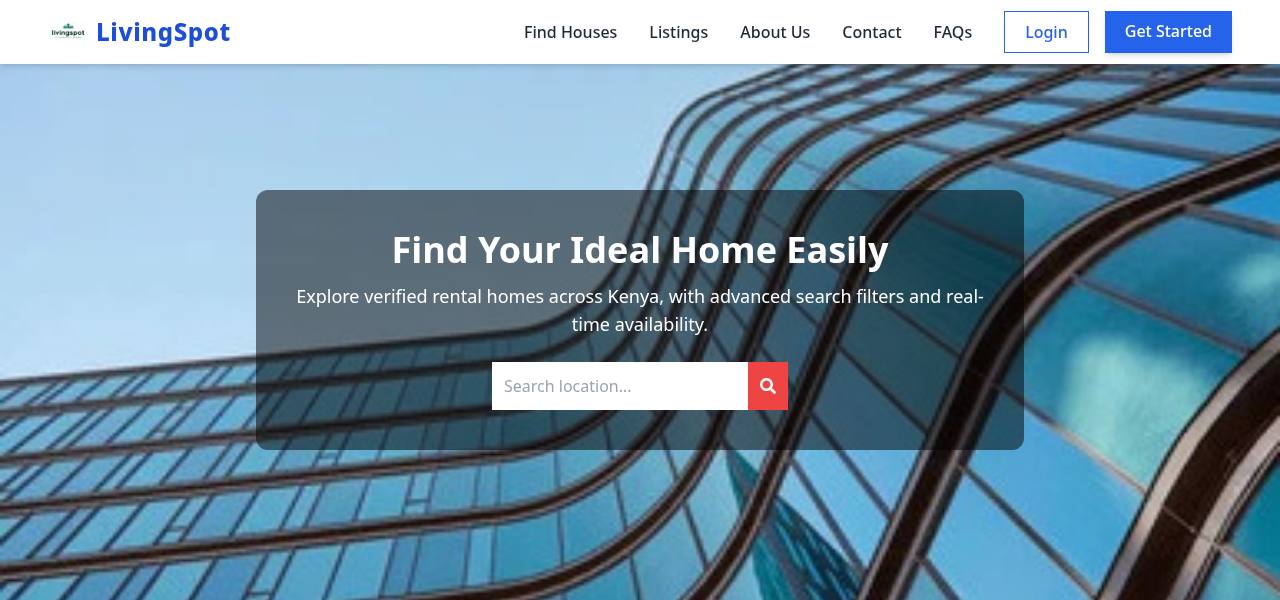 livingspot
LivingSpot
Find Houses
Listings
About Us
Contact
FAQs
Login
Get Started
Find Your Ideal Home Easily
Explore verified rental homes across Kenya, with advanced search filters and real-
time availability.
Search location...